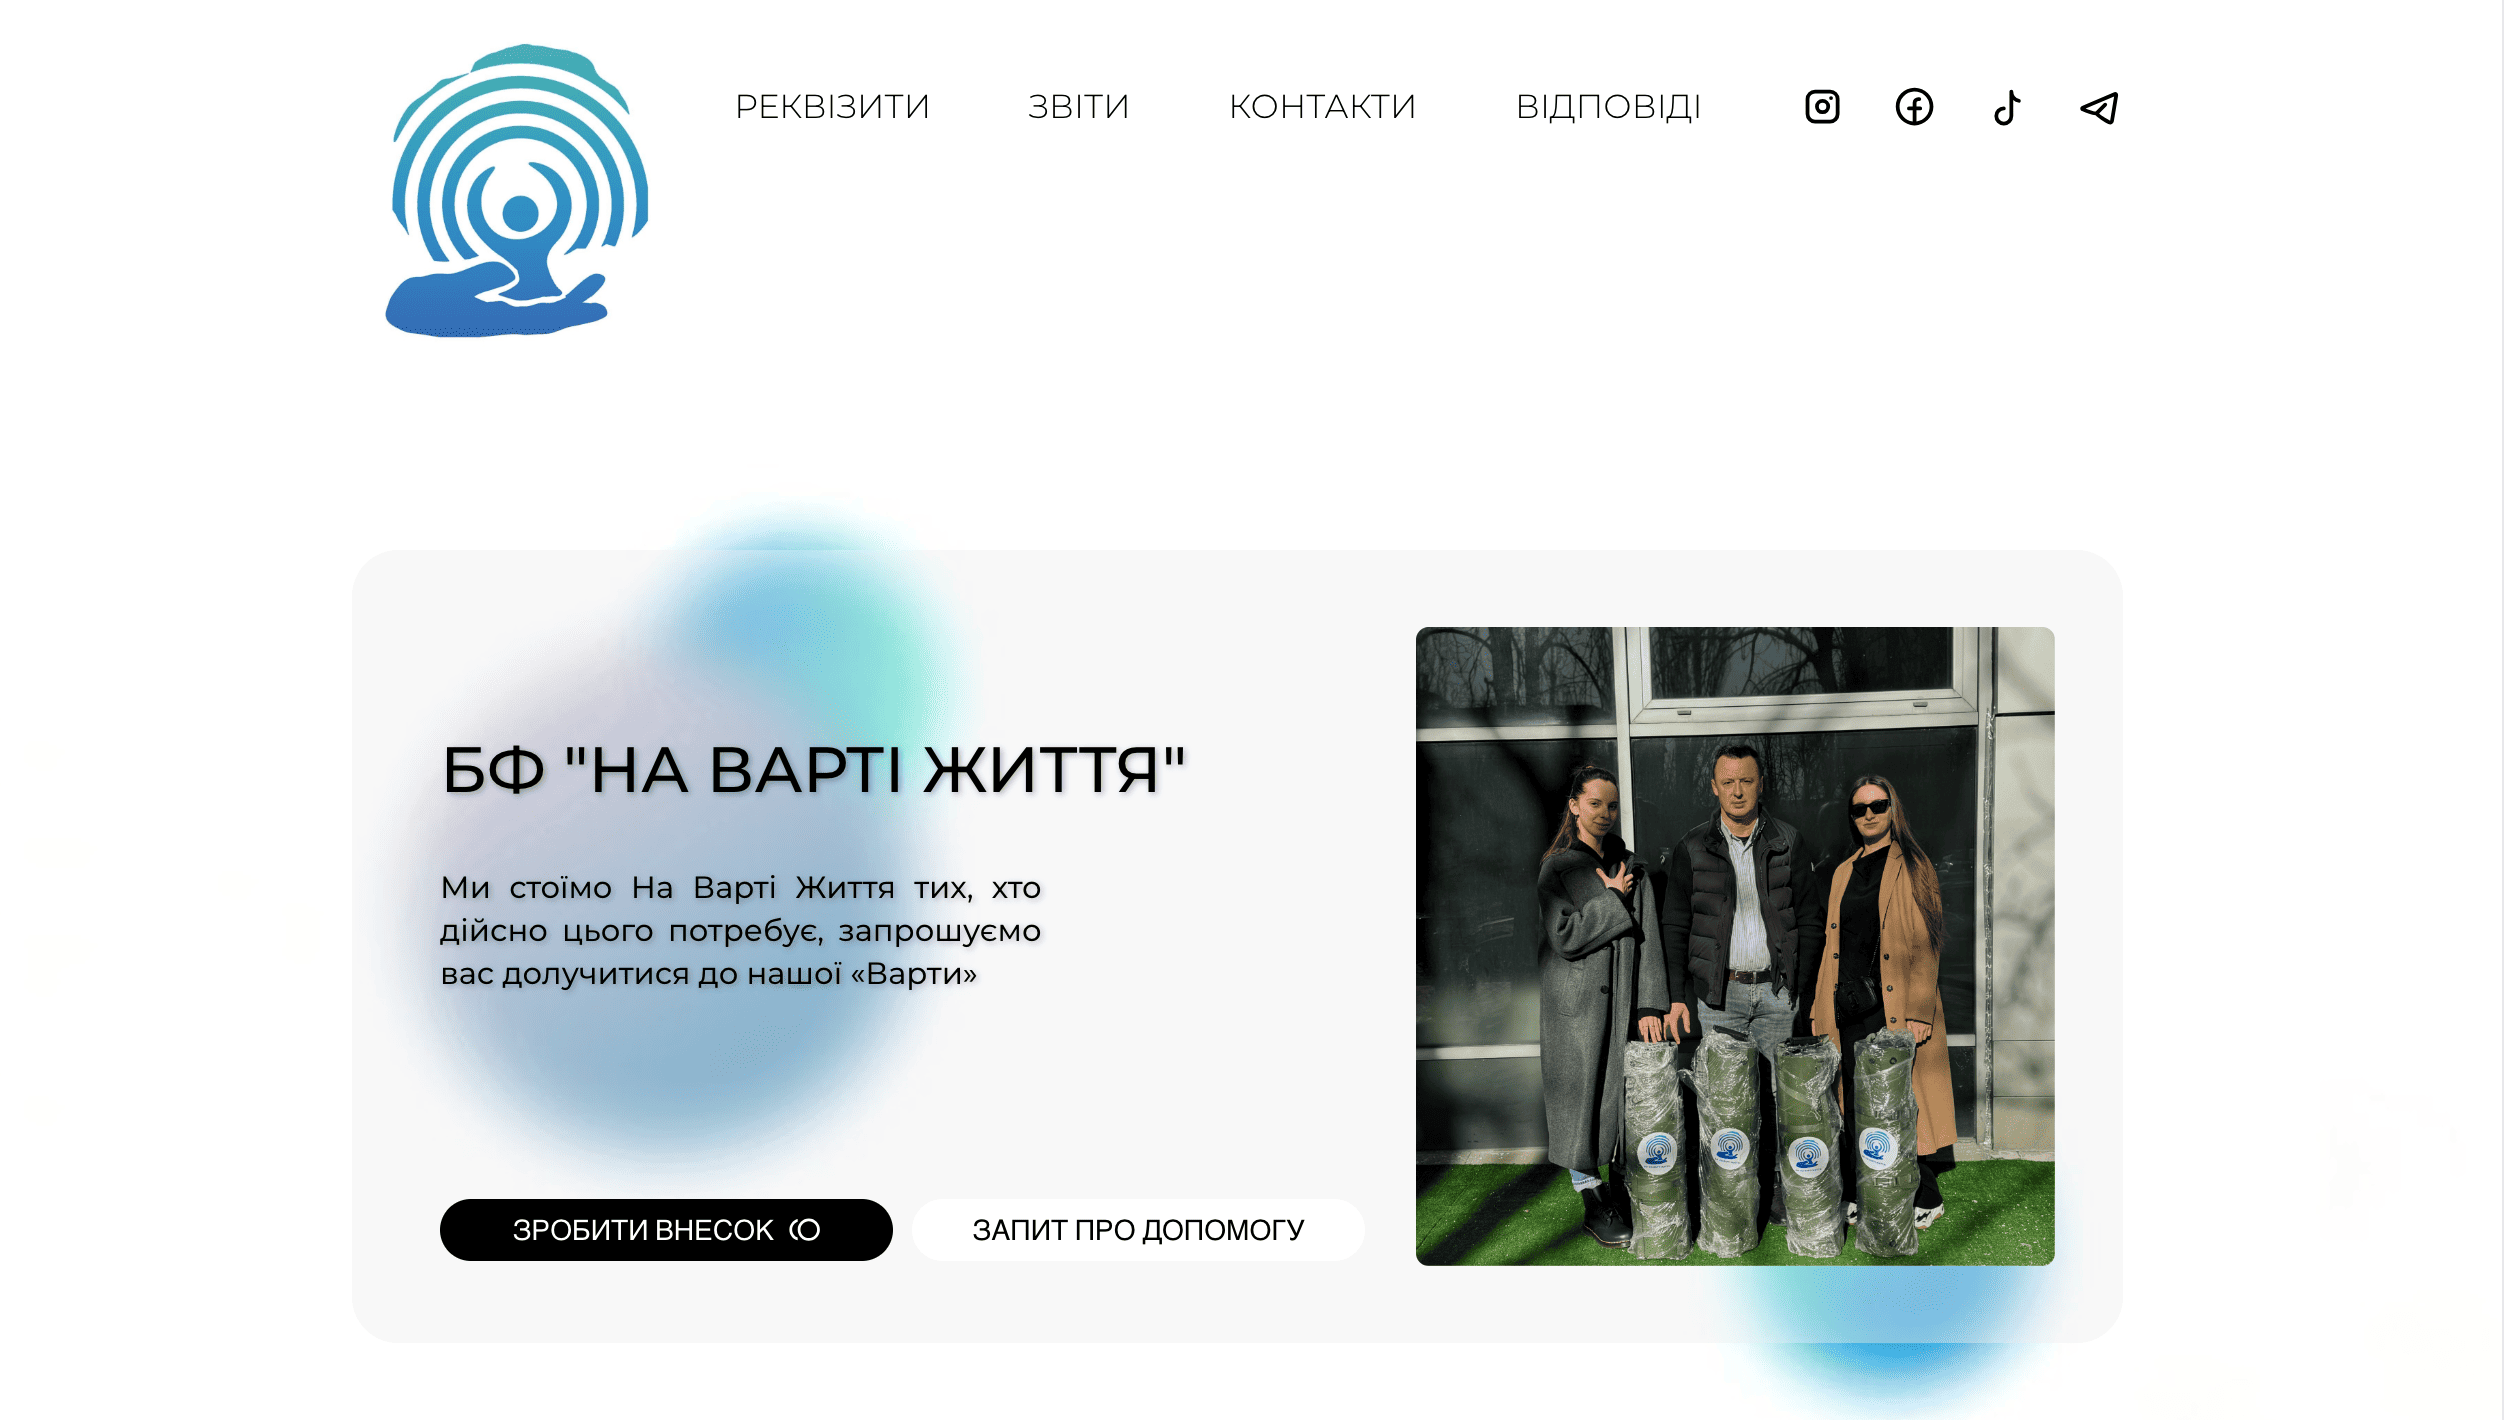 РЕКВІЗИТИ
ЗВІТИ
КОНТАКТИ
ВІДПОВІДІ
БФ "НА ВАРТІ ЖИТТЯ"
Ми стоїмо На Варті Життя тих, хто
дійсно цього потребує, запрошуємо
вас долучитися до нашої «Варти»
ЗРОБИТИ ВНЕСОК
ЗАПИТ ПРО ДОПОМОГУ